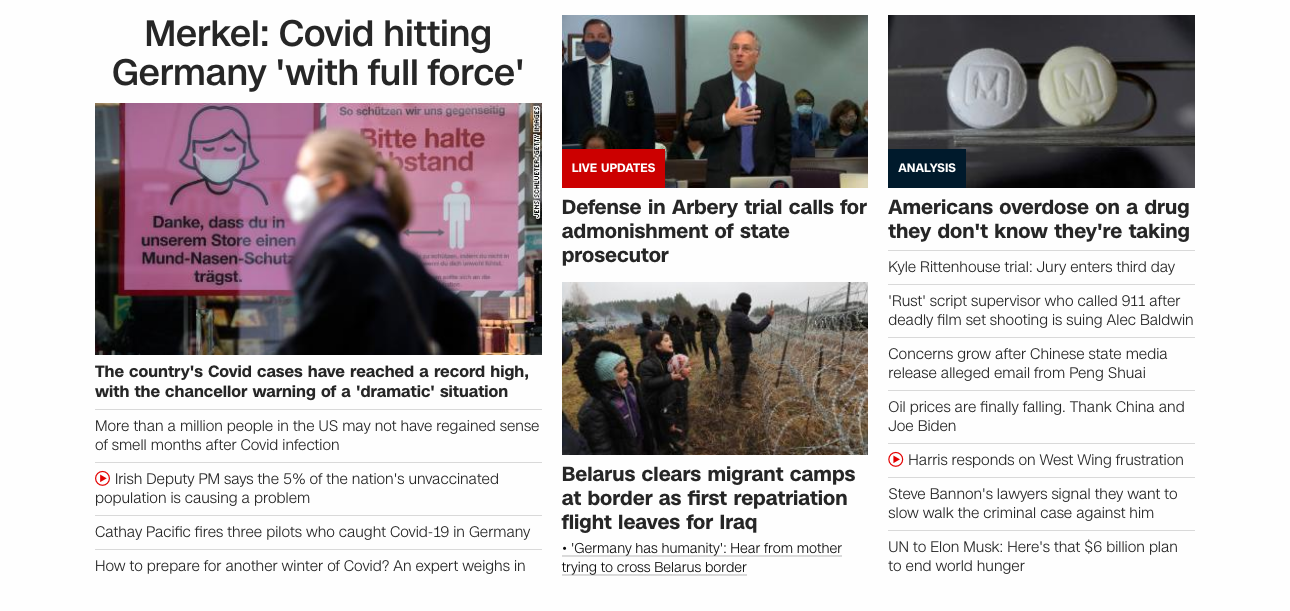 Merkel: Covid hitting
Germany 'with full force'
So schützen wir uns gegenseitig
Bitte halte
Abstand
Danke, dass du in
unserem Store einen
Mund-Nasen-Schutz
trägst.
JENS SCHLUETER/GETTY IMAGES
The country's Covid cases have reached a record high,
with the chancellor warning of a 'dramatic' situation
More than a million people in the US may not have regained sense
of smell months after Covid infection
Irish Deputy PM says the 5% of the nation's unvaccinated
population is causing a problem
Cathay Pacific fires three pilots who caught Covid-19 in Germany
How to prepare for another winter of Covid? An expert weighs in
LIVE UPDATES
Defense in Arbery trial calls for
admonishment of state
prosecutor
Belarus clears migrant camps
at border as first repatriation
flight leaves for Iraq
• 'Germany has humanity': Hear from mother
trying to cross Belarus border
M M
ANALYSIS
Americans overdose on a drug
they don't know they're taking
Kyle Rittenhouse trial: Jury enters third day
'Rust' script supervisor who called 911 after
deadly film set shooting is suing Alec Baldwin
Concerns grow after Chinese state media
release alleged email from Peng Shuai
Oil prices are finally falling. Thank China and
Joe Biden
Harris responds on West Wing frustration
Steve Bannon's lawyers signal they want to
slow walk the criminal case against him
UN to Elon Musk: Here's that $6 billion plan
to end world hunger